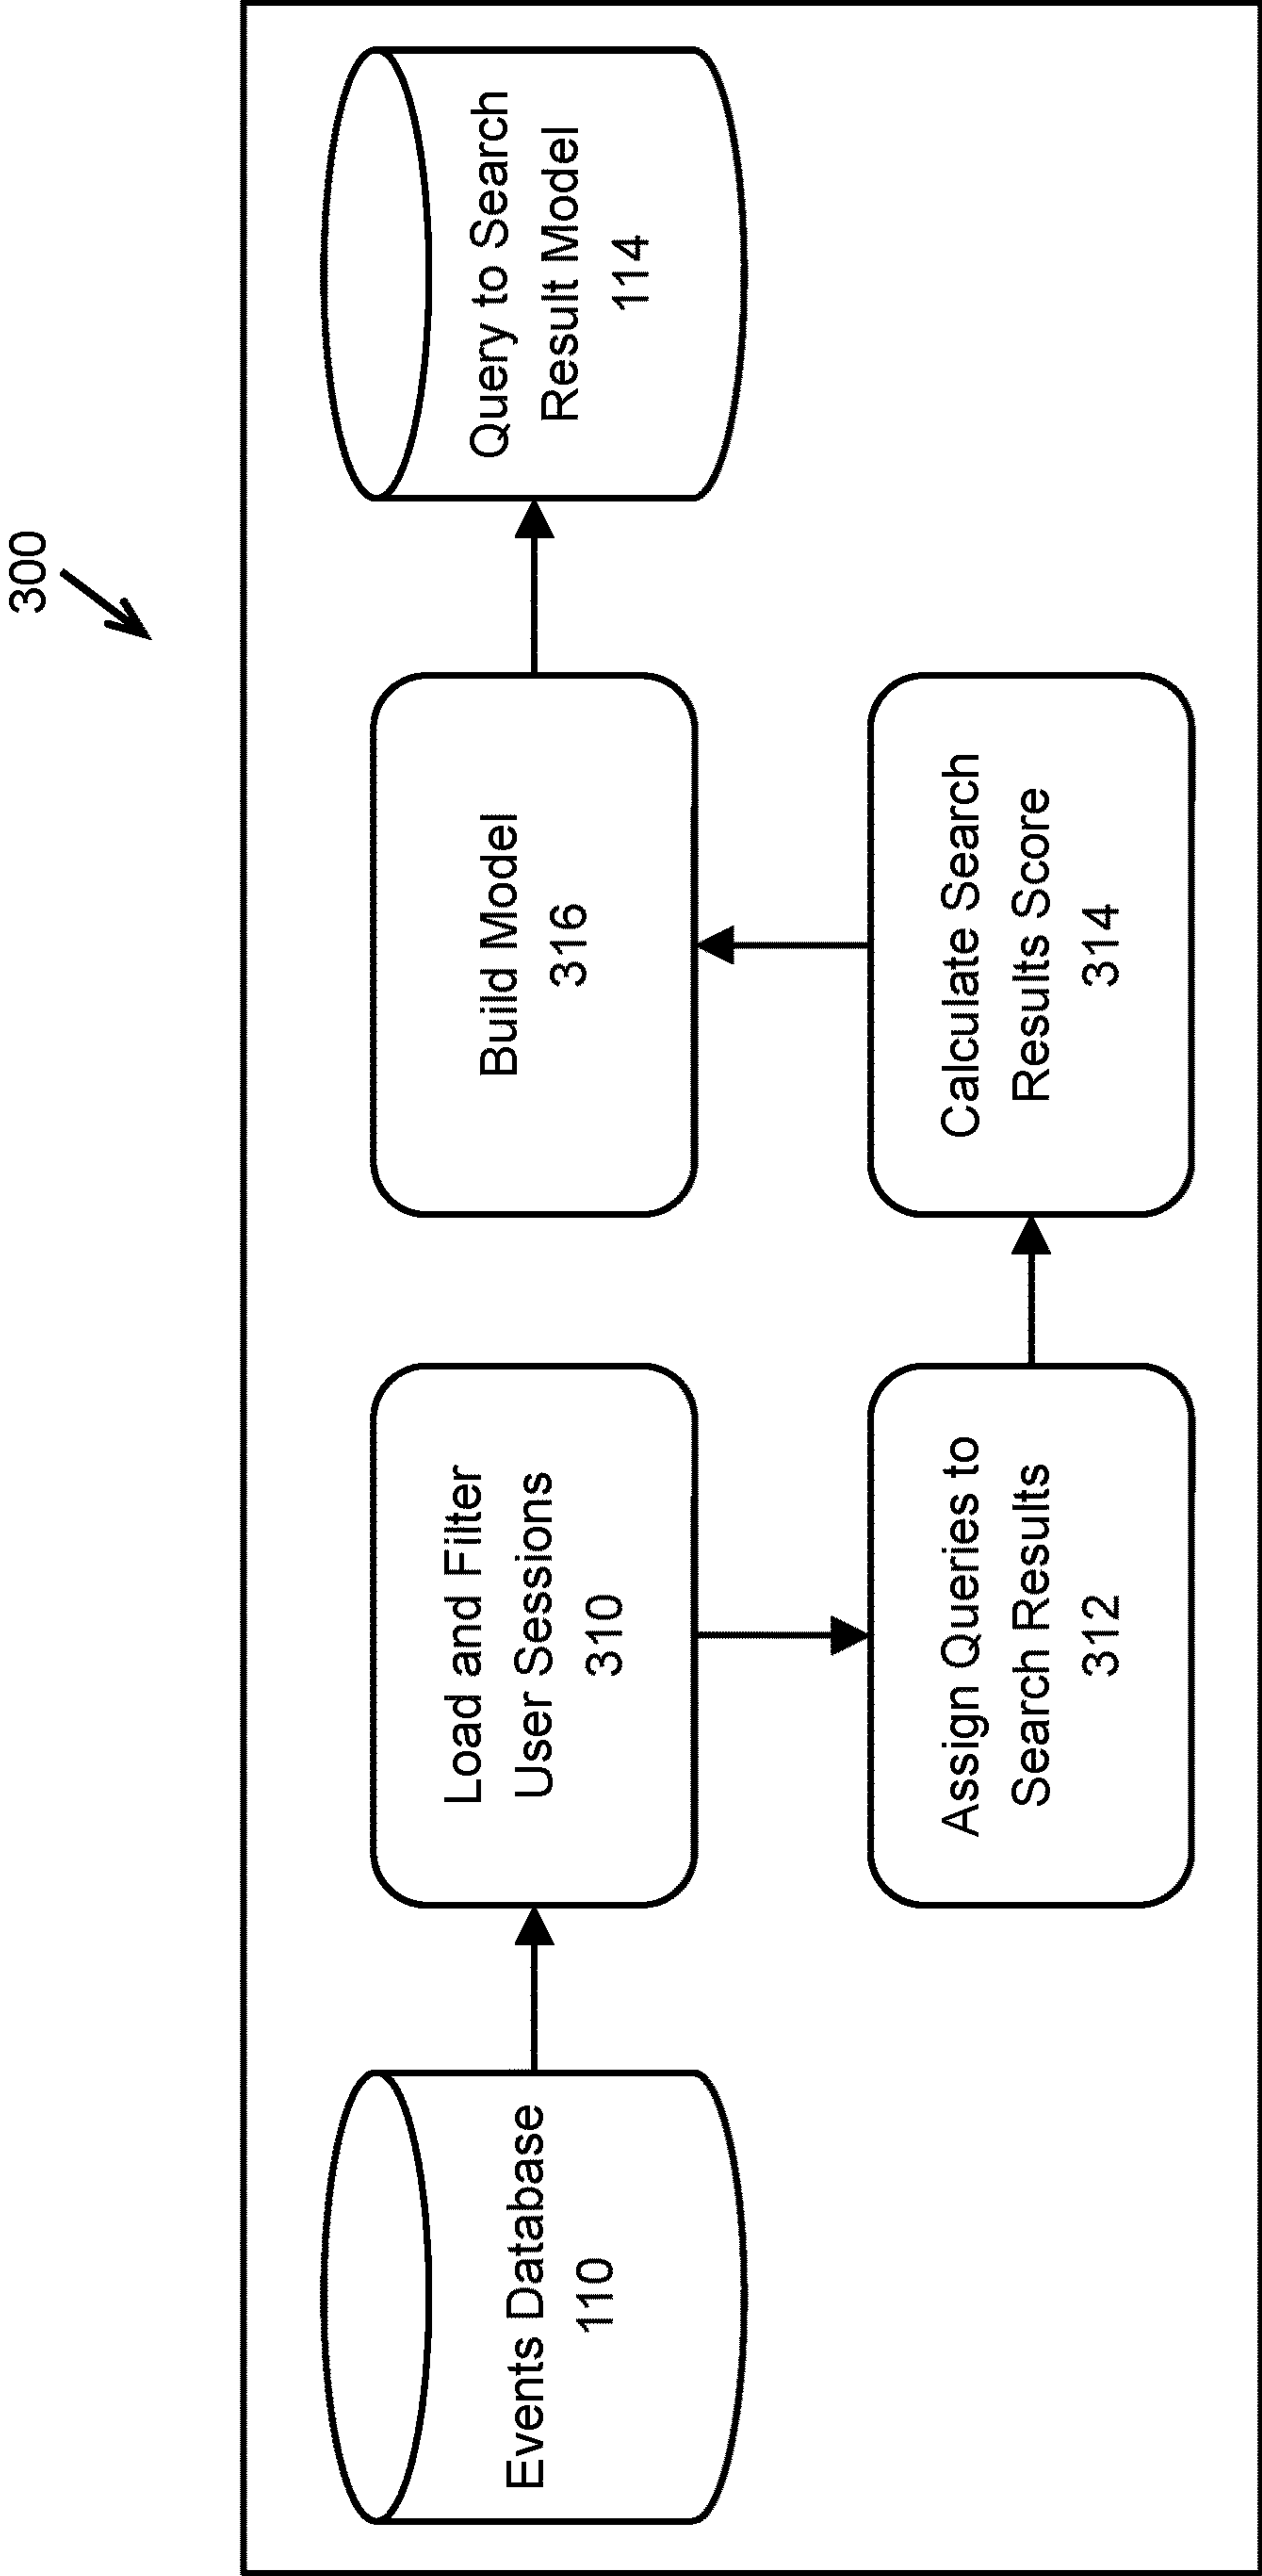 300
Events Database
110
Load and Filter
User Sessions
310
Assign Queries to
Search Results
312
Calculate Search
Results Score
314
Build Model
316
Query to Search
Result Model
114